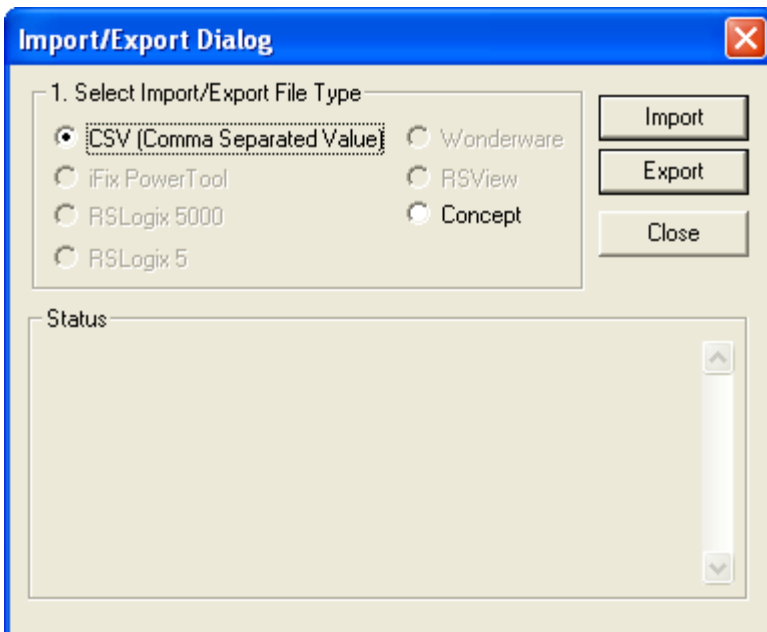 Import/Export Dialog
1. Select Import/Export File Type
CSV (Comma Separated Value)
iFix PowerTool
RSLogix 5000
RSLogix 5
Wonderware
RSView
Concept
Import
Export
Close
Status